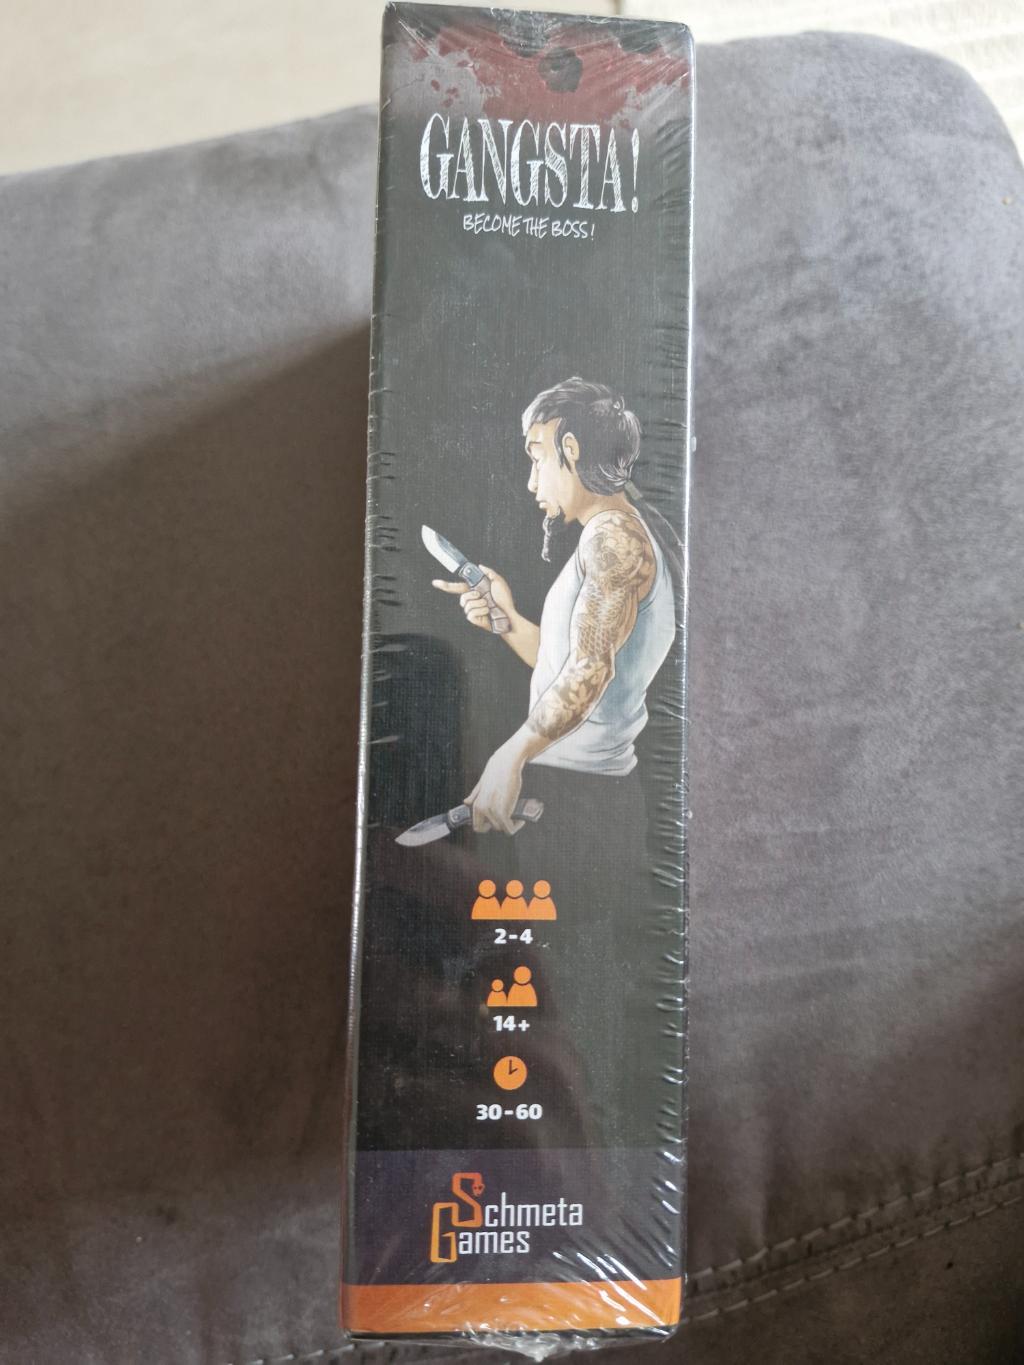 GANGSTA!
BECOME THE BOSS!
2-4
14+
30-60
Schmeta
Games